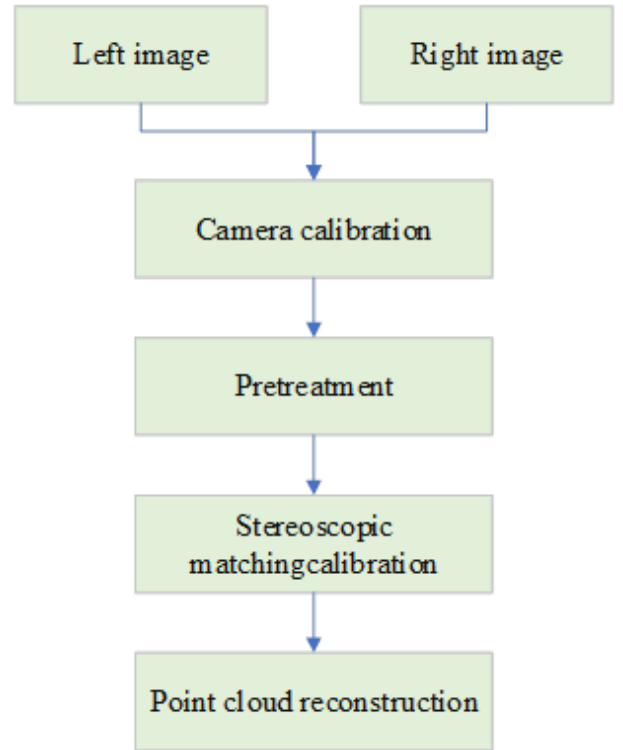 Left image
Right image
Camera calibration
Pretreatment
Stereoscopic
matchingcalibration
Point cloud reconstruction